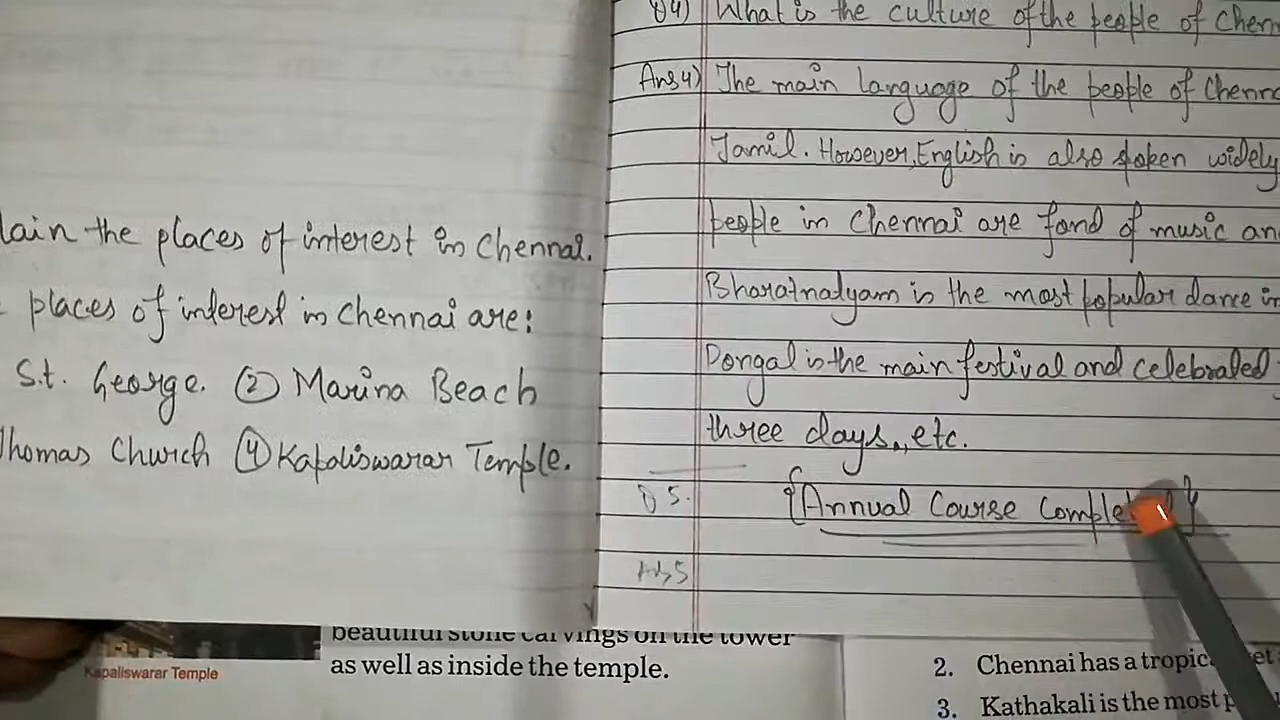 lain the places of interest in Chennai.
places of interest in Chennai are:
S.t. George. ② Marina Beach
Thomas Church ④ Kapaliswarar Temple.
Q4) What is the culture of the people of Chenn
Ans4) The main language of the people of Chenna
Tamil. However, English is also spoken widely
people in Chennai are fond of music an
Bharatnatyam is the most popular dance in
Pongal is the main festival and celebrated
three days,, etc.
Q5. {Annual Course Complet
Ans5
Kapaliswarar Temple
beautiful stone carvings on the tower
as well as inside the temple.
2. Chennai has a tropic et
3. Kathakali is the most p